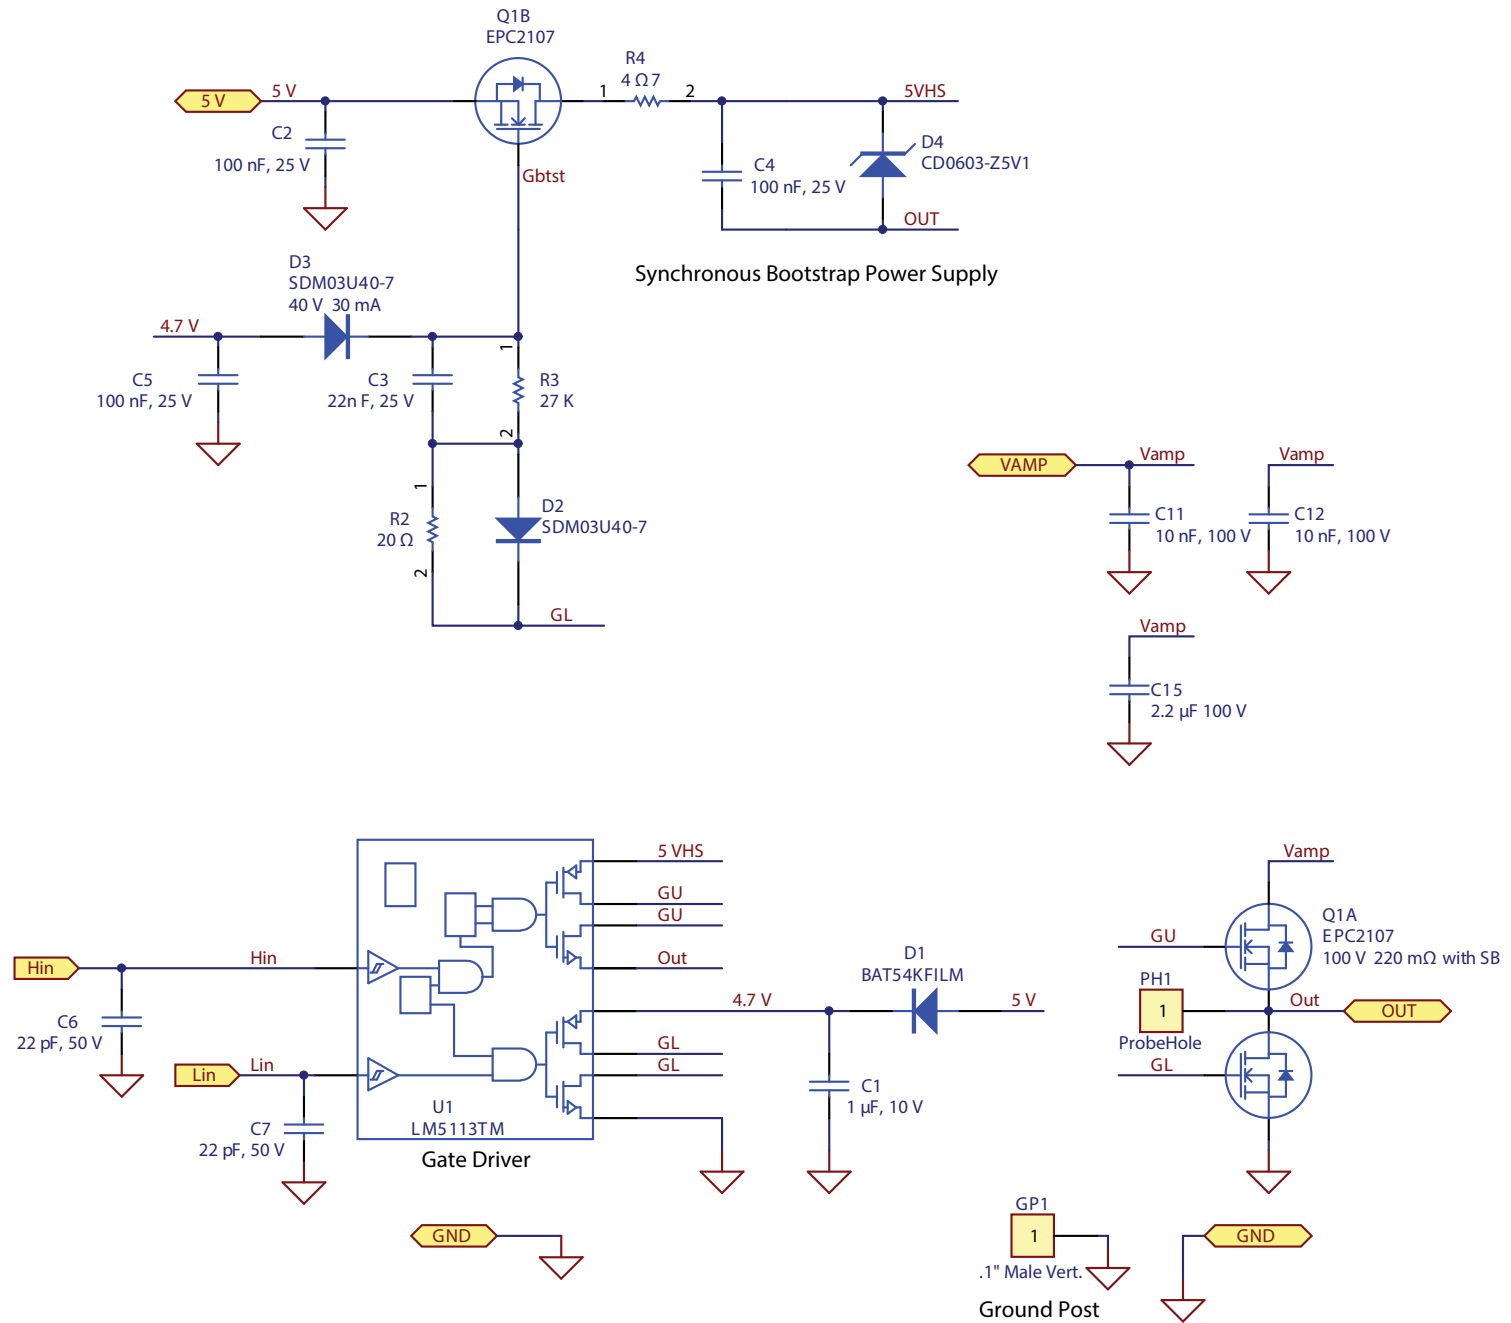 Q1B
EPC2107
R4
4 Ω 7
5 V
5 V
1
2
5VHS
C2
100 nF, 25 V
D4
CD0603-Z5V1
C4
100 nF, 25 V
Gbtst
OUT
Synchronous Bootstrap Power Supply
D3
SDM03U40-7
40 V 30 mA
4.7 V
C5
100 nF, 25 V
C3
22n F, 25 V
1
R3
27 K
2
1
R2
20 Ω
2
D2
SDM03U40-7
GL
VAMP
Vamp
Vamp
C11
10 nF, 100 V
C12
10 nF, 100 V
Vamp
C15
2.2 µF 100 V
5 VHS
GU
GU
Out
4.7 V
GL
GL
Hin
Hin
C6
22 pF, 50 V
Lin
Lin
C7
22 pF, 50 V
U1
LM5113TM
Gate Driver
D1
BAT54KFILM
5 V
C1
1 µF, 10 V
Vamp
GU
Q1A
EPC2107
100 V 220 mΩ with SB
PH1
1
ProbeHole
Out
OUT
GL
GND
GP1
1
.1" Male Vert.
Ground Post
GND